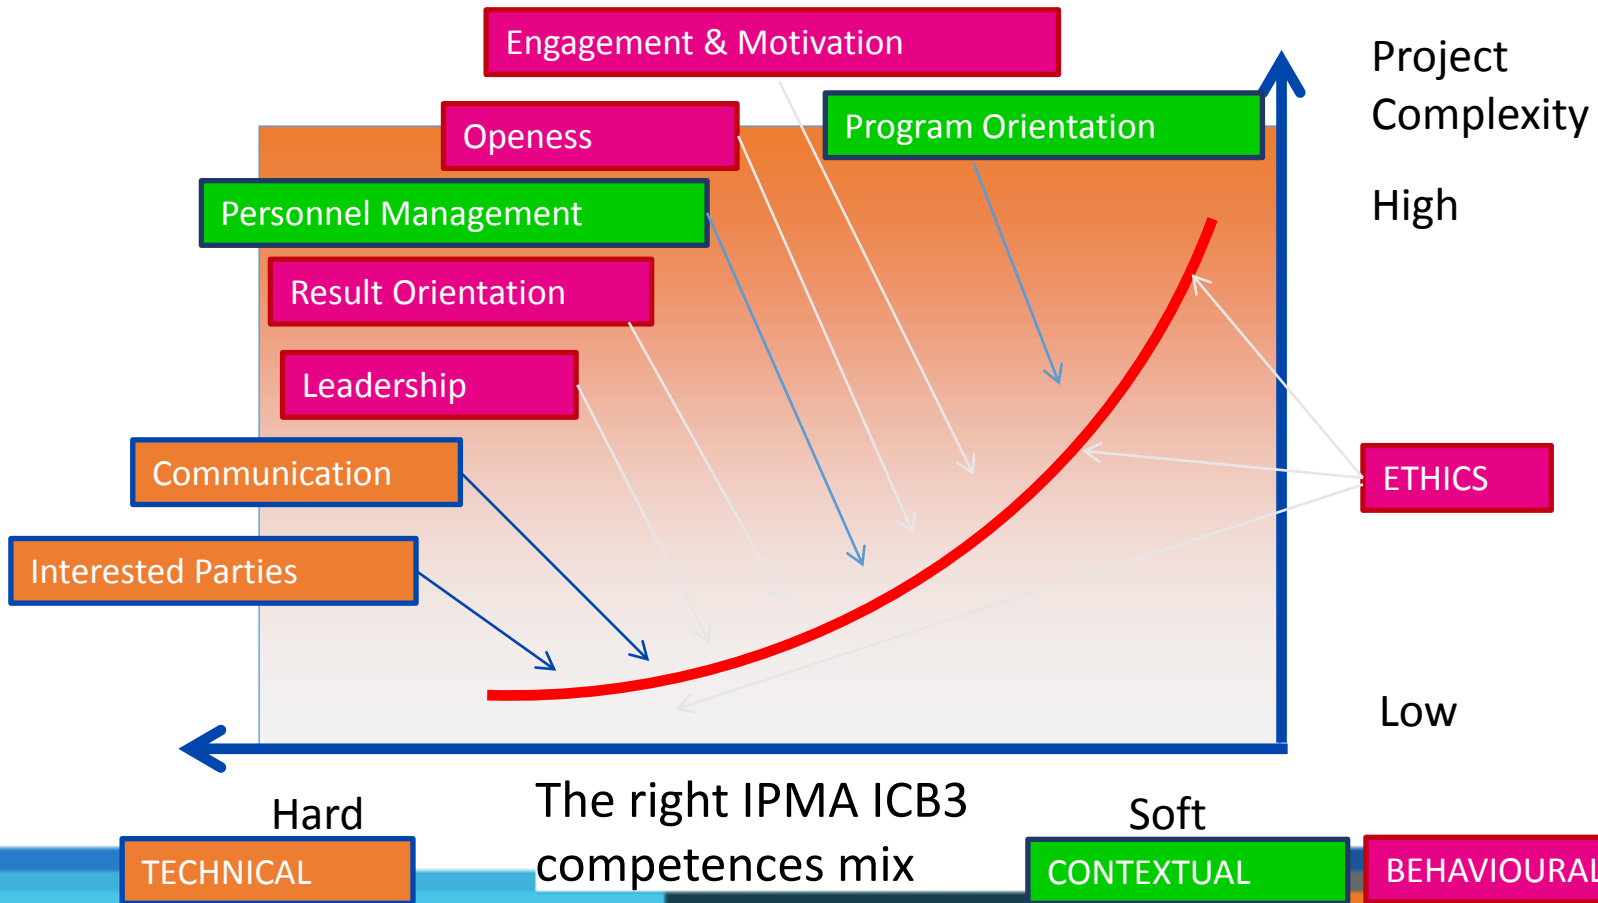 Engagement & Motivation
Project
Complexity
Openess
Program Orientation
Personnel Management
High
Result Orientation
Leadership
Communication
ETHICS
Interested Parties
Low
Hard
The right IPMA ICB3
competences mix
Soft
TECHNICAL
CONTEXTUAL
BEHAVIOURAL